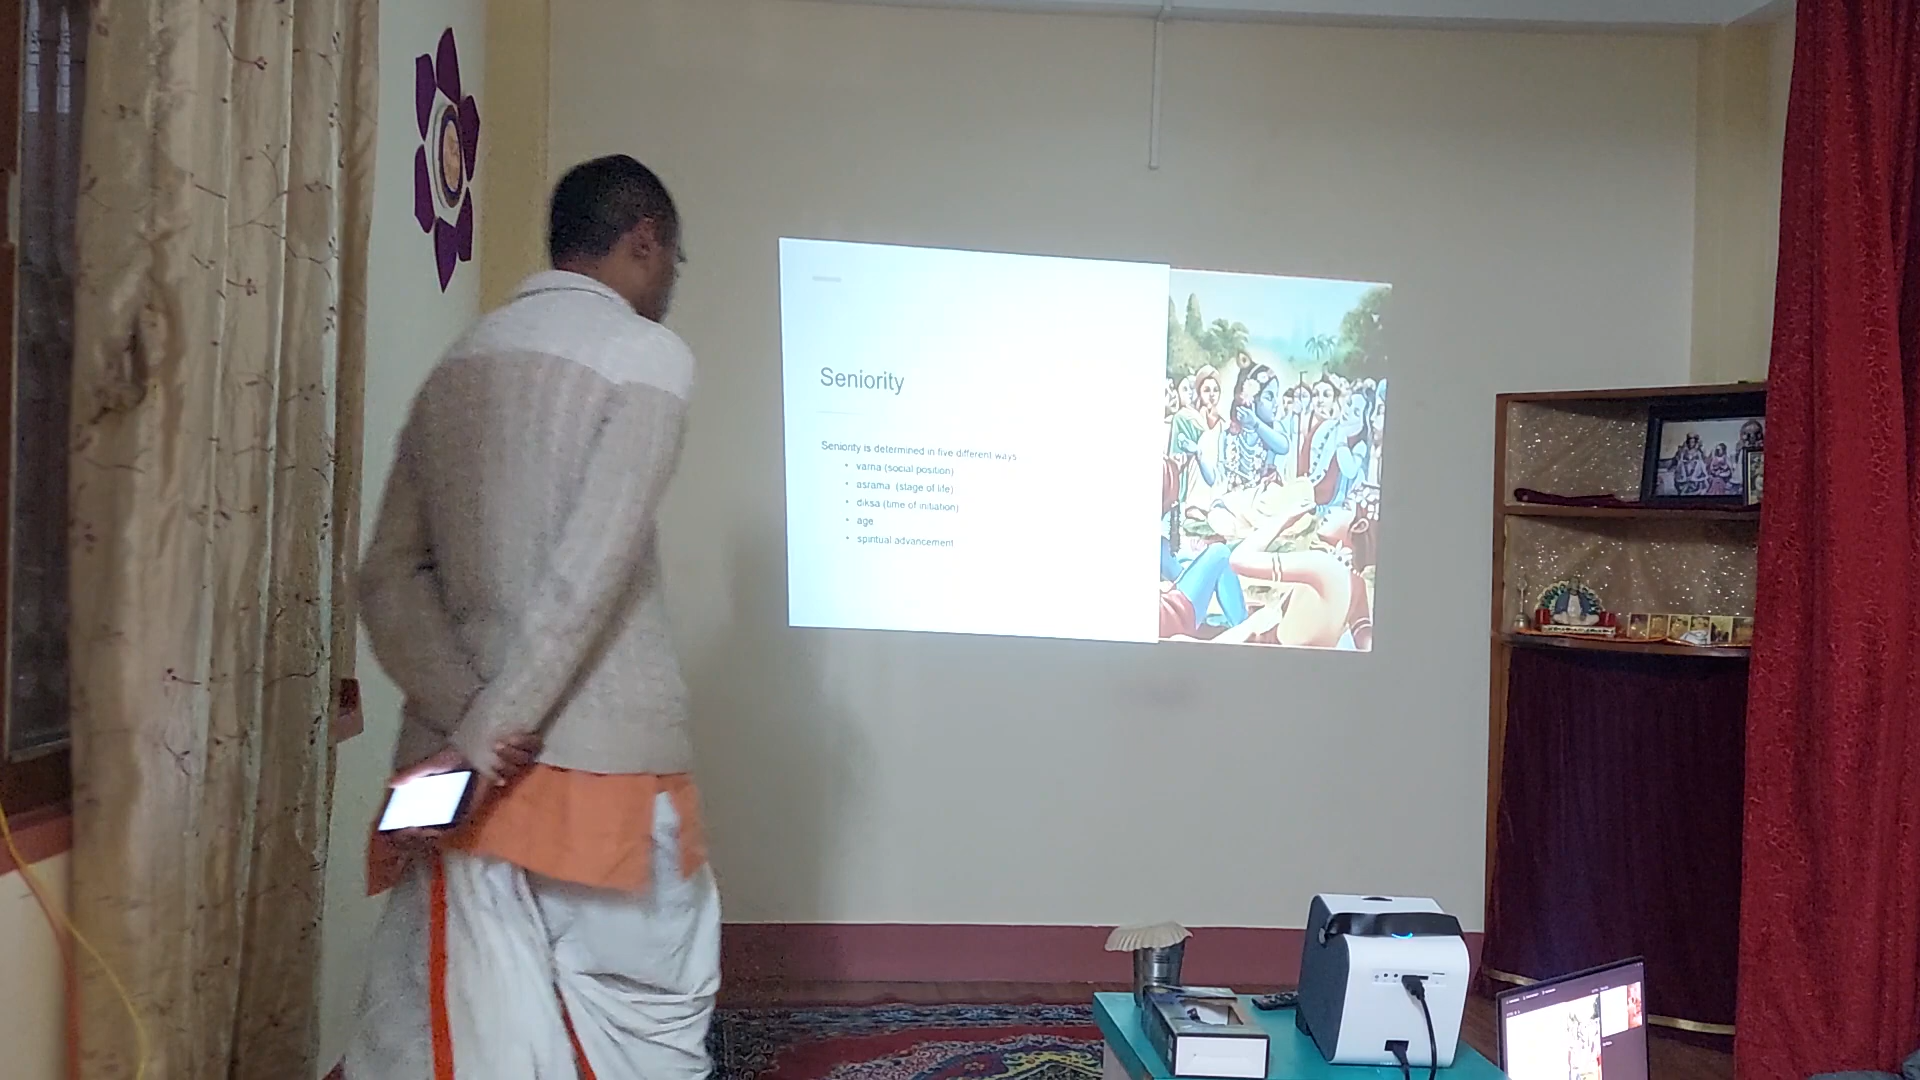 Seniority
Seniority is determined in five different ways:
• varna (social position)
• asrama (stage of life)
• diksa (time of initiation)
• age
• spiritual advancement